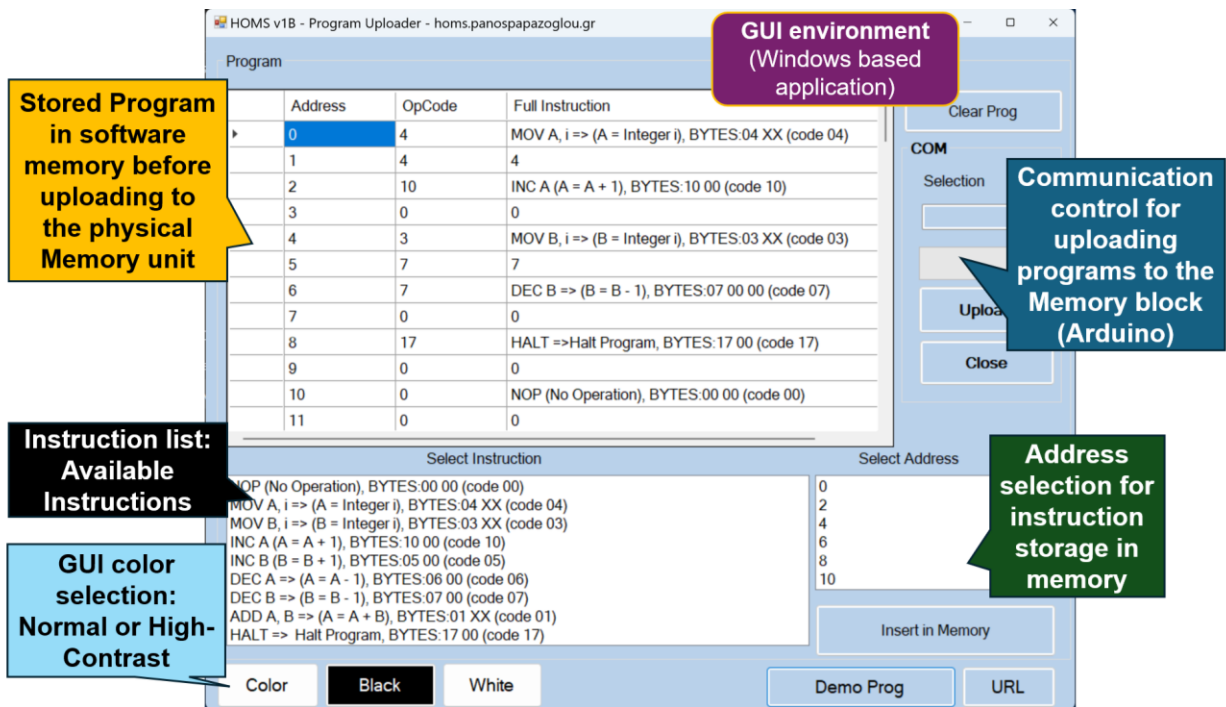 HOMS v1B - Program Uploader - homs.panospapazoglou.gr
GUI environment
(Windows based
application)
Program
Stored Program
in software
memory before
uploading to
the physical
Memory unit
Address OpCode Full Instruction
0 4 MOV A, i => (A = Integer i), BYTES:04 XX (code 04)
1 4 4
2 10 INC A (A = A + 1), BYTES:10 00 (code 10)
3 0 0
4 3 MOV B, i => (B = Integer i), BYTES:03 XX (code 03)
5 7 7
6 7 DEC B => (B = B - 1), BYTES:07 00 00 (code 07)
7 0 0
8 17 HALT =>Halt Program, BYTES:17 00 (code 17)
9 0 0
10 0 NOP (No Operation), BYTES:00 00 (code 00)
11 0 0
Clear Prog
COM
Selection
Communication
control for
uploading
programs to the
Memory block
(Arduino)
Close
Instruction list:
Available
Instructions
Select Instruction
NOP (No Operation), BYTES:00 00 (code 00)
MOV A, i => (A = Integer i), BYTES:04 XX (code 04)
MOV B, i => (B = Integer i), BYTES:03 XX (code 03)
INC A (A = A + 1), BYTES:10 00 (code 10)
INC B (B = B + 1), BYTES:05 00 (code 05)
DEC A => (A = A - 1), BYTES:06 00 (code 06)
DEC B => (B = B - 1), BYTES:07 00 (code 07)
ADD A, B => (A = A + B), BYTES:01 XX (code 01)
HALT => Halt Program, BYTES:17 00 (code 17)
Select Address
0
2
4
6
8
10
Address
selection for
instruction
storage in
memory
Insert in Memory
GUI color
selection:
Normal or High-
Contrast
Color Black White
Demo Prog URL